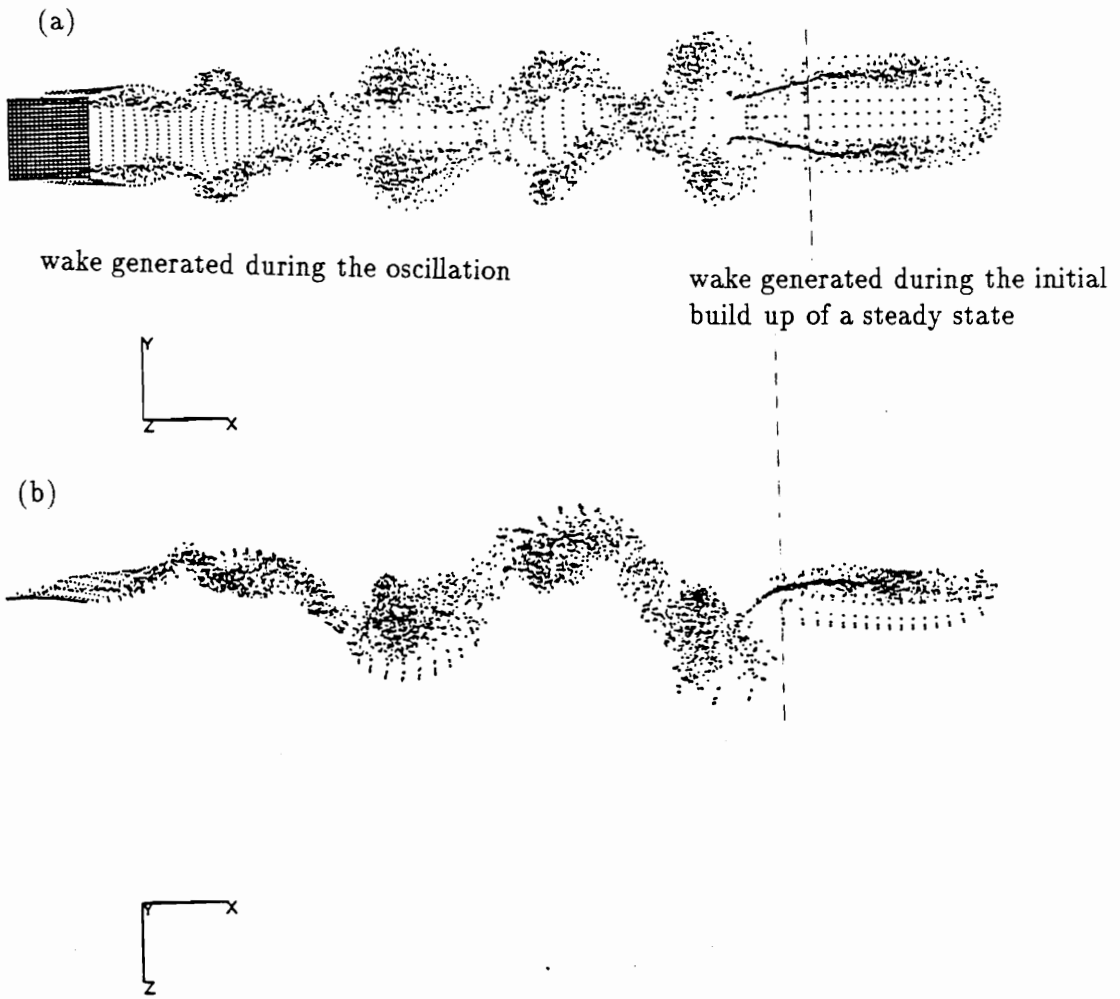 (a)
wake generated during the oscillation
wake generated during the initial
build up of a steady state
Y
Z X
(b)
Y X
Z